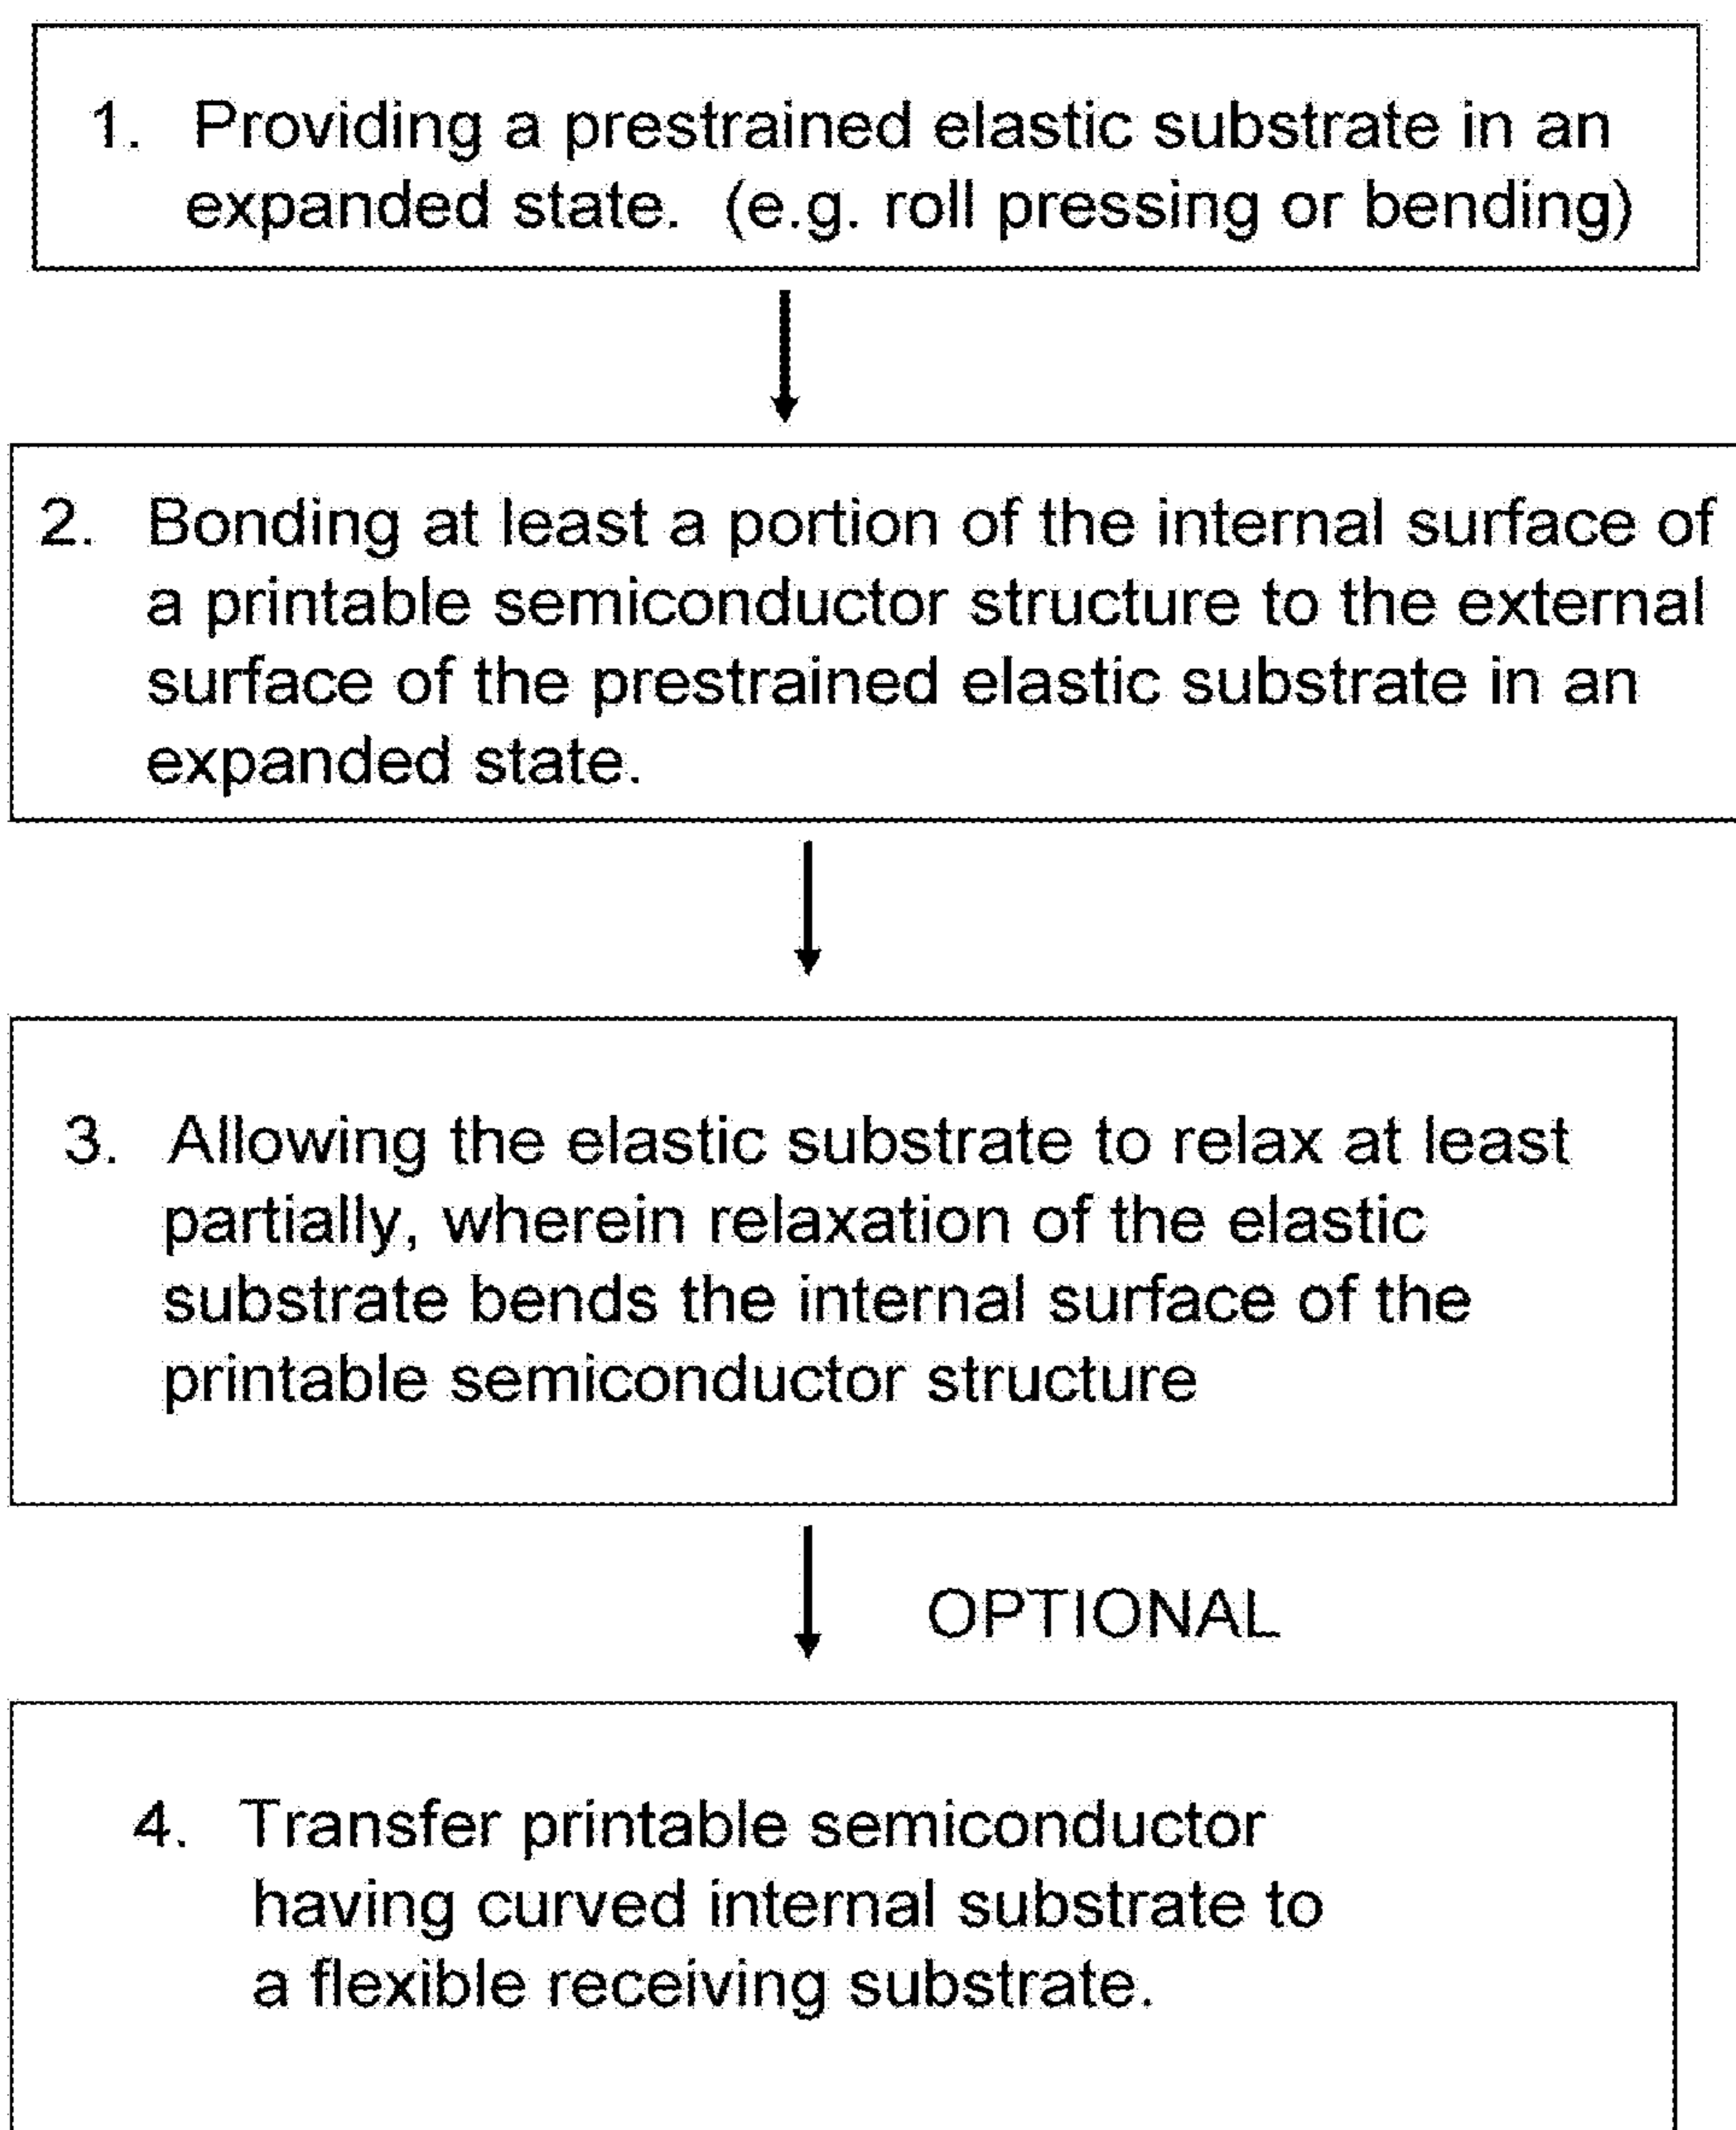 1. Providing a prestrained elastic substrate in an
expanded state. (e.g. roll pressing or bending)
2. Bonding at least a portion of the internal surface of
a printable semiconductor structure to the external
surface of the prestrained elastic substrate in an
expanded state.
3. Allowing the elastic substrate to relax at least
partially, wherein relaxation of the elastic
substrate bends the internal surface of the
printable semiconductor structure
OPTIONAL
4. Transfer printable semiconductor
having curved internal substrate to
a flexible receiving substrate.